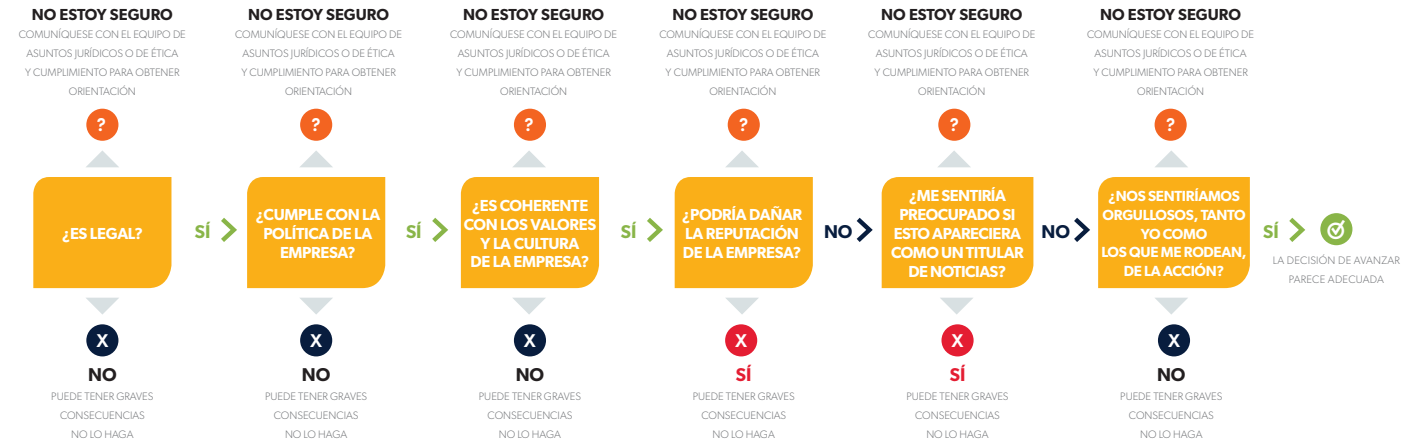 NO ESTOY SEGURO
COMUNÍQUESE CON EL EQUIPO DE
ASUNTOS JURÍDICOS O DE ÉTICA
Y CUMPLIMIENTO PARA OBTENER
ORIENTACIÓN
?
¿ES LEGAL?
X
NO
PUEDE TENER GRAVES
CONSECUENCIAS
NO LO HAGA
SÍ
NO ESTOY SEGURO
COMUNÍQUESE CON EL EQUIPO DE
ASUNTOS JURÍDICOS O DE ÉTICA
Y CUMPLIMIENTO PARA OBTENER
ORIENTACIÓN
?
¿CUMPLE CON LA
POLÍTICA DE LA
EMPRESA?
X
NO
PUEDE TENER GRAVES
CONSECUENCIAS
NO LO HAGA
SÍ
NO ESTOY SEGURO
COMUNÍQUESE CON EL EQUIPO DE
ASUNTOS JURÍDICOS O DE ÉTICA
Y CUMPLIMIENTO PARA OBTENER
ORIENTACIÓN
?
¿ES COHERENTE
CON LOS VALORES
Y LA CULTURA
DE LA EMPRESA?
X
NO
PUEDE TENER GRAVES
CONSECUENCIAS
NO LO HAGA
SÍ
NO ESTOY SEGURO
COMUNÍQUESE CON EL EQUIPO DE
ASUNTOS JURÍDICOS O DE ÉTICA
Y CUMPLIMIENTO PARA OBTENER
ORIENTACIÓN
?
¿PODRÍA DAÑAR
LA REPUTACIÓN
DE LA EMPRESA?
X
SÍ
PUEDE TENER GRAVES
CONSECUENCIAS
NO LO HAGA
NO
NO ESTOY SEGURO
COMUNÍQUESE CON EL EQUIPO DE
ASUNTOS JURÍDICOS O DE ÉTICA
Y CUMPLIMIENTO PARA OBTENER
ORIENTACIÓN
?
¿ME SENTIRÍA
PREOCUPADO SI
ESTO APARECIERA
COMO UN TITULAR
DE NOTICIAS?
X
SÍ
PUEDE TENER GRAVES
CONSECUENCIAS
NO LO HAGA
NO
NO ESTOY SEGURO
COMUNÍQUESE CON EL EQUIPO DE
ASUNTOS JURÍDICOS O DE ÉTICA
Y CUMPLIMIENTO PARA OBTENER
ORIENTACIÓN
?
¿NOS SENTIRÍAMOS
ORGULLOSOS, TANTO
YO COMO
LOS QUE ME RODEAN,
DE LA ACCIÓN?
X
NO
PUEDE TENER GRAVES
CONSECUENCIAS
NO LO HAGA
SÍ
LA DECISIÓN DE AVANZAR
PARECE ADECUADA